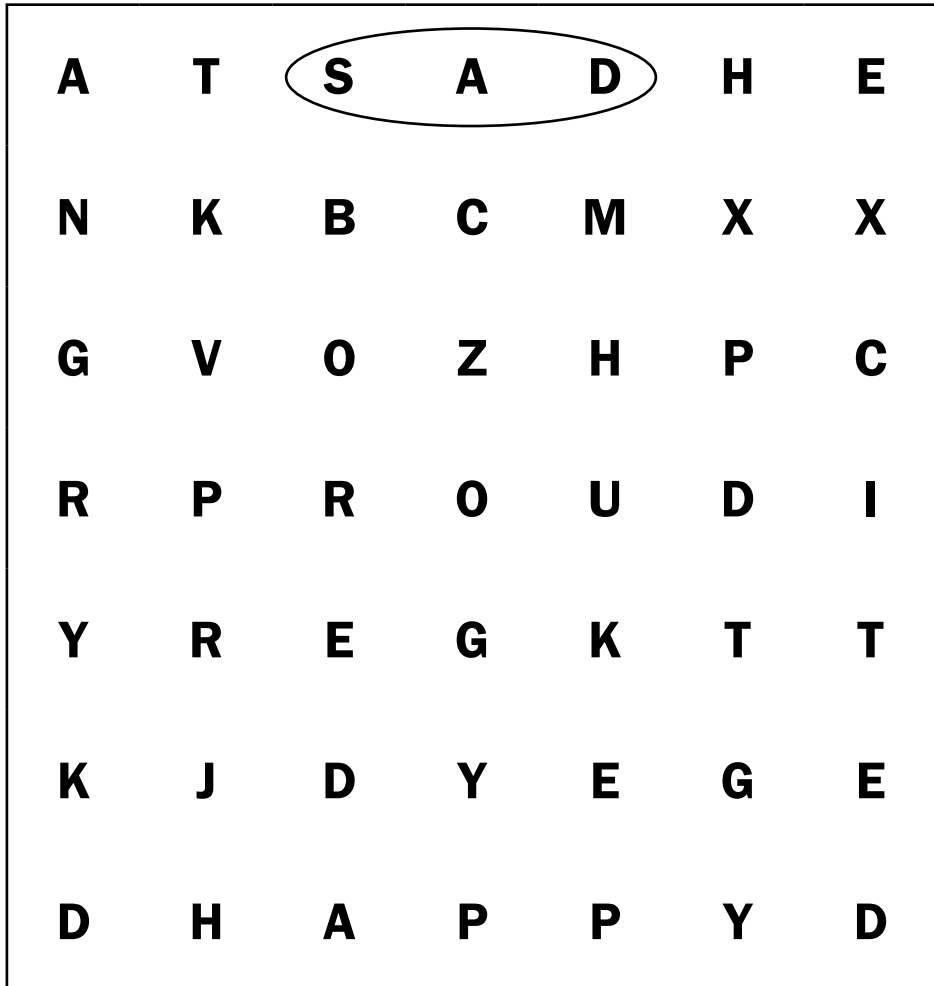 A T S A D H E
N K B C M X X
G V O Z H P C
R P R O U D I
Y R E G K T T
K J D Y E G E
D H A P P Y D